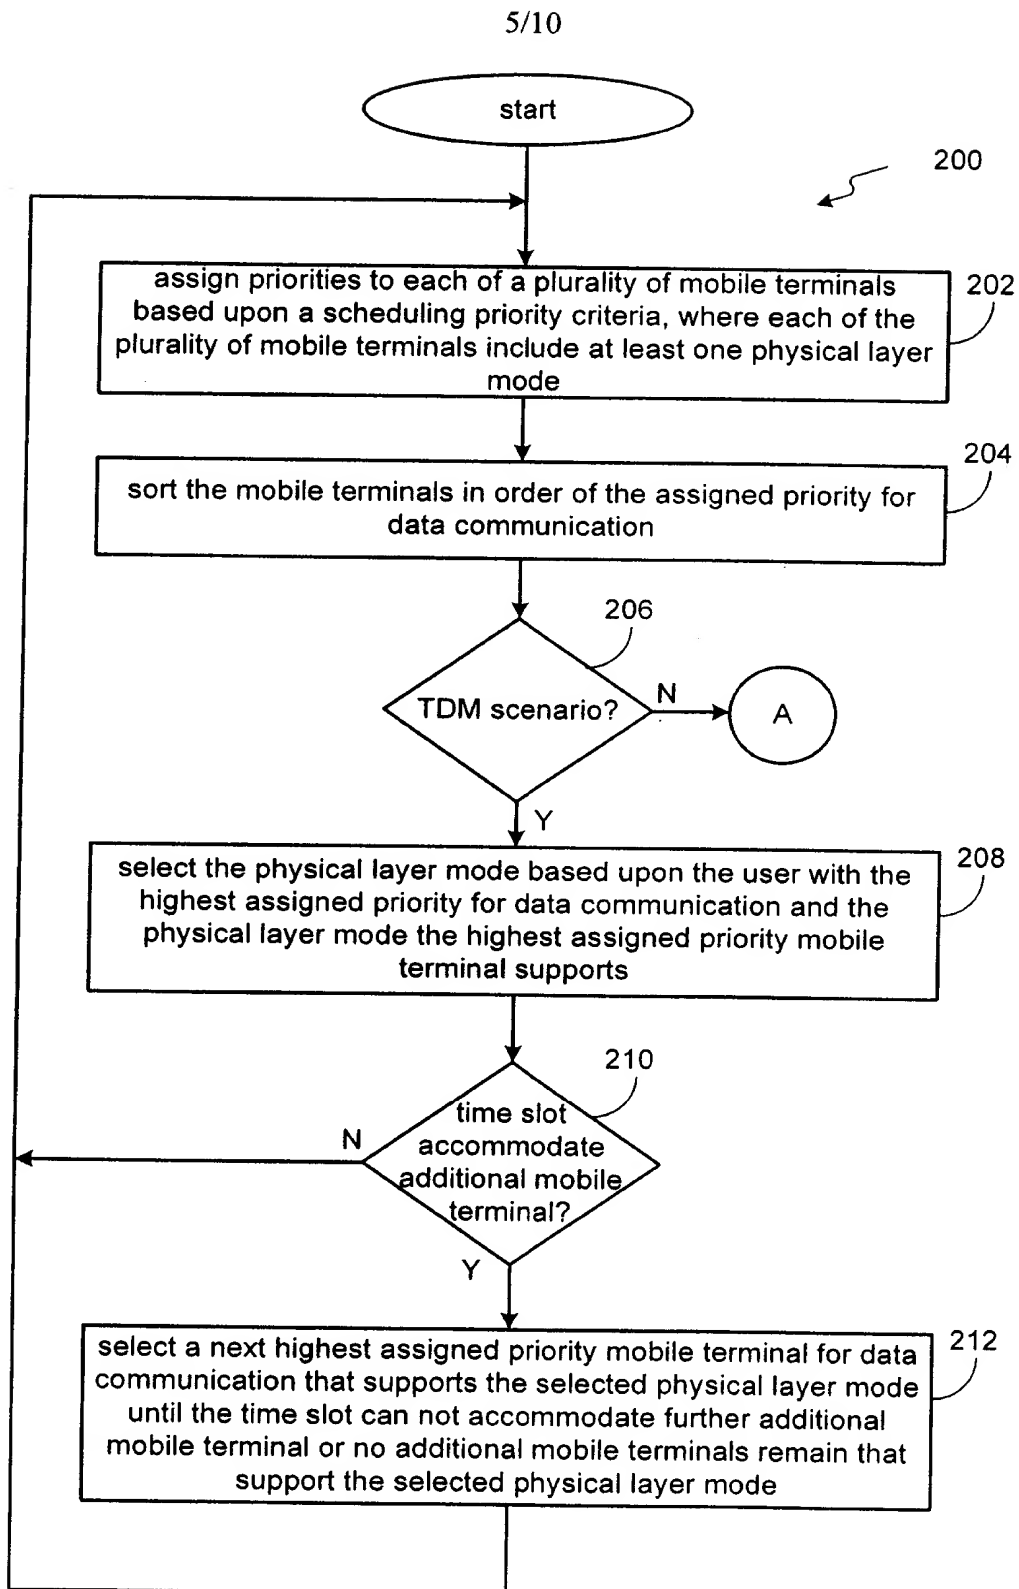 5/10
start
200
assign priorities to each of a plurality of mobile terminals
based upon a scheduling priority criteria, where each of the
plurality of mobile terminals include at least one physical layer
mode
202
sort the mobile terminals in order of the assigned priority for
data communication
204
206
TDM scenario?
N
A
Y
select the physical layer mode based upon the user with the
highest assigned priority for data communication and the
physical layer mode the highest assigned priority mobile
terminal supports
208
210
time slot
accommodate
additional mobile
terminal?
N
Y
select a next highest assigned priority mobile terminal for data
communication that supports the selected physical layer mode
until the time slot can not accommodate further additional
mobile terminal or no additional mobile terminals remain that
support the selected physical layer mode
212